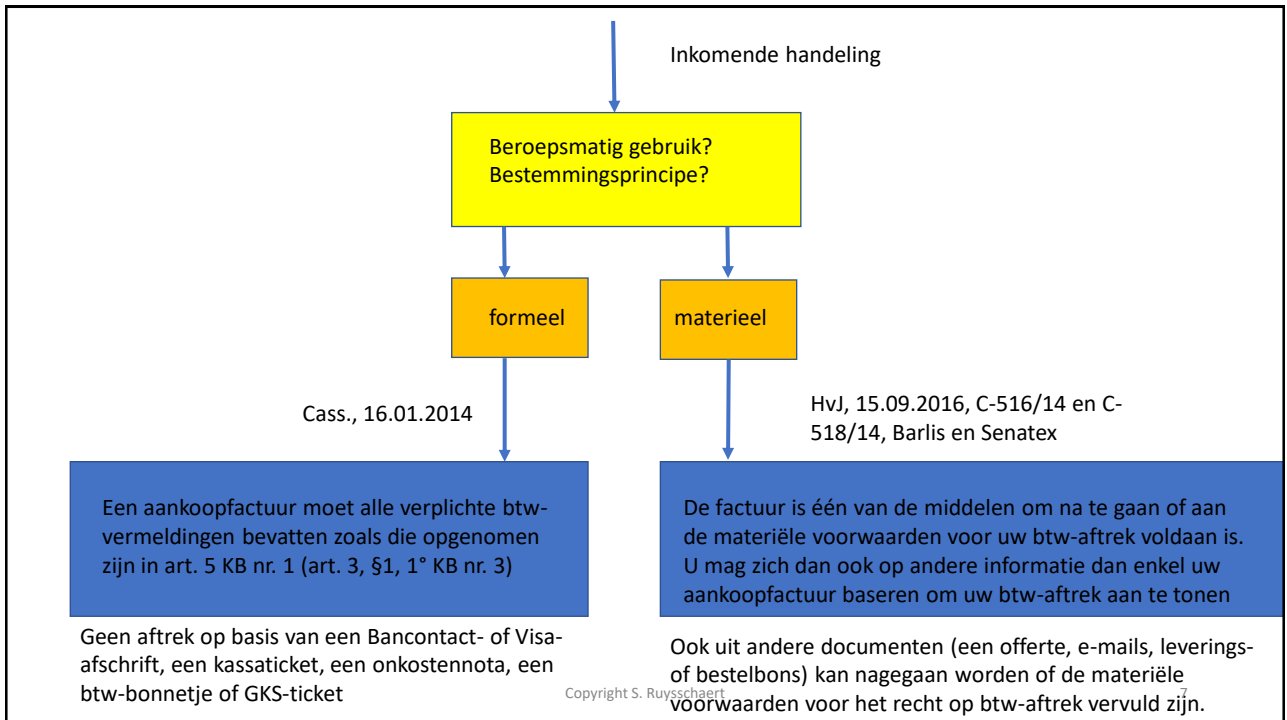 Inkomende handeling
Beroepsmatig gebruik?
Bestemmingsprincipe?
formeel
materieel
Cass., 16.01.2014
HvJ, 15.09.2016, C-516/14 en C-
518/14, Barlis en Senatex
Een aankoopfactuur moet alle verplichte btw-
vermeldingen bevatten zoals die opgenomen
zijn in art. 5 KB nr. 1 (art. 3, §1, 1° KB nr. 3)
De factuur is één van de middelen om na te gaan of aan
de materiële voorwaarden voor uw btw-aftrek voldaan is.
U mag zich dan ook op andere informatie dan enkel uw
aankoopfactuur baseren om uw btw-aftrek aan te tonen
Geen aftrek op basis van een Bancontact- of Visa-
afschrift, een kassaticket, een onkostennota, een
btw-bonnetje of GKS-ticket
Ook uit andere documenten (een offerte, e-mails, leverings-
of bestelbons) kan nagegaan worden of de materiële
voorwaarden voor het recht op btw-aftrek vervuld zijn.
Copyright S. Ruysschaert
7